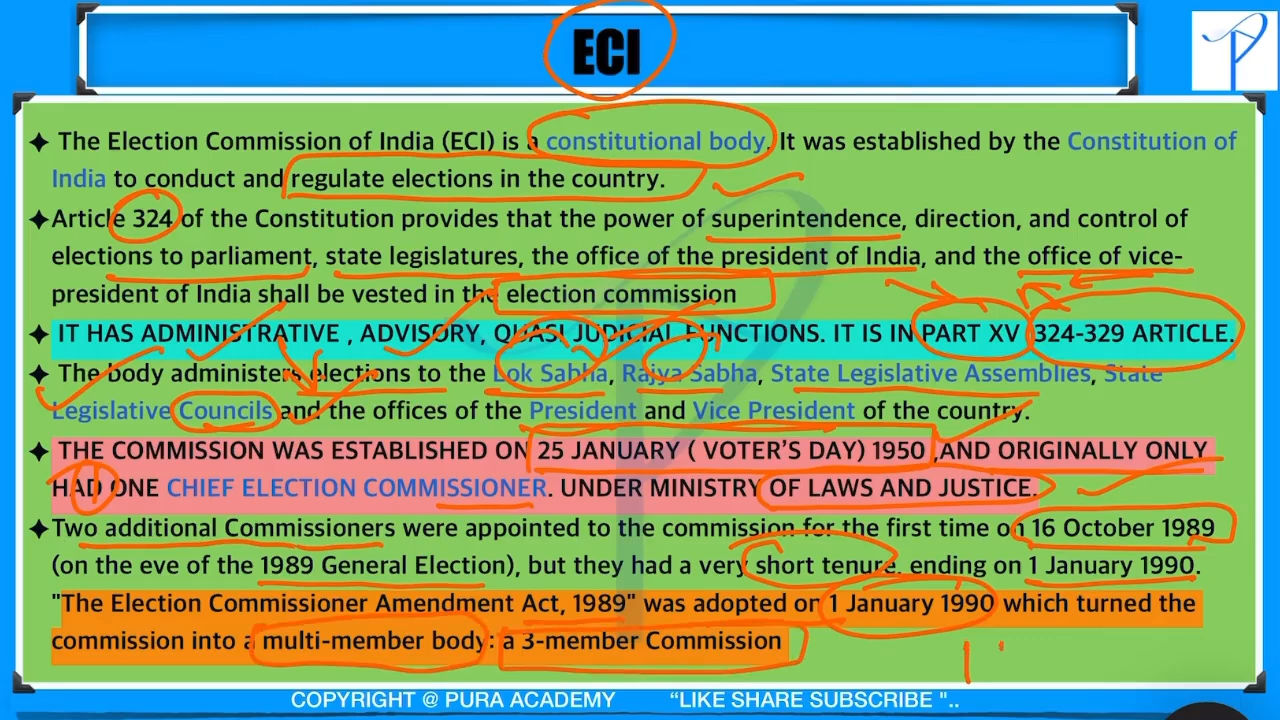 ECI
✦ The Election Commission of India (ECI) is a constitutional body. It was established by the Constitution of
India to conduct and regulate elections in the country.
✦ Article 324 of the Constitution provides that the power of superintendence, direction, and control of
elections to parliament, state legislatures, the office of the president of India, and the office of vice-
president of India shall be vested in the election commission
✦ IT HAS ADMINISTRATIVE , ADVISORY, QUASI JUDICIAL FUNCTIONS. IT IS IN PART XV 324-329 ARTICLE.
✦ The body administers elections to the Lok Sabha, Rajya Sabha, State Legislative Assemblies, State
Legislative Councils and the offices of the President and Vice President of the country.
✦ THE COMMISSION WAS ESTABLISHED ON 25 JANUARY ( VOTER'S DAY) 1950 ,AND ORIGINALLY ONLY
HAD ONE CHIEF ELECTION COMMISSIONER. UNDER MINISTRY OF LAWS AND JUSTICE.
✦ Two additional Commissioners were appointed to the commission for the first time on 16 October 1989
(on the eve of the 1989 General Election), but they had a very short tenure, ending on 1 January 1990.
"The Election Commissioner Amendment Act, 1989" was adopted on 1 January 1990 which turned the
commission into a multi-member body: a 3-member Commission
COPYRIGHT @ PURA ACADEMY "LIKE SHARE SUBSCRIBE "..